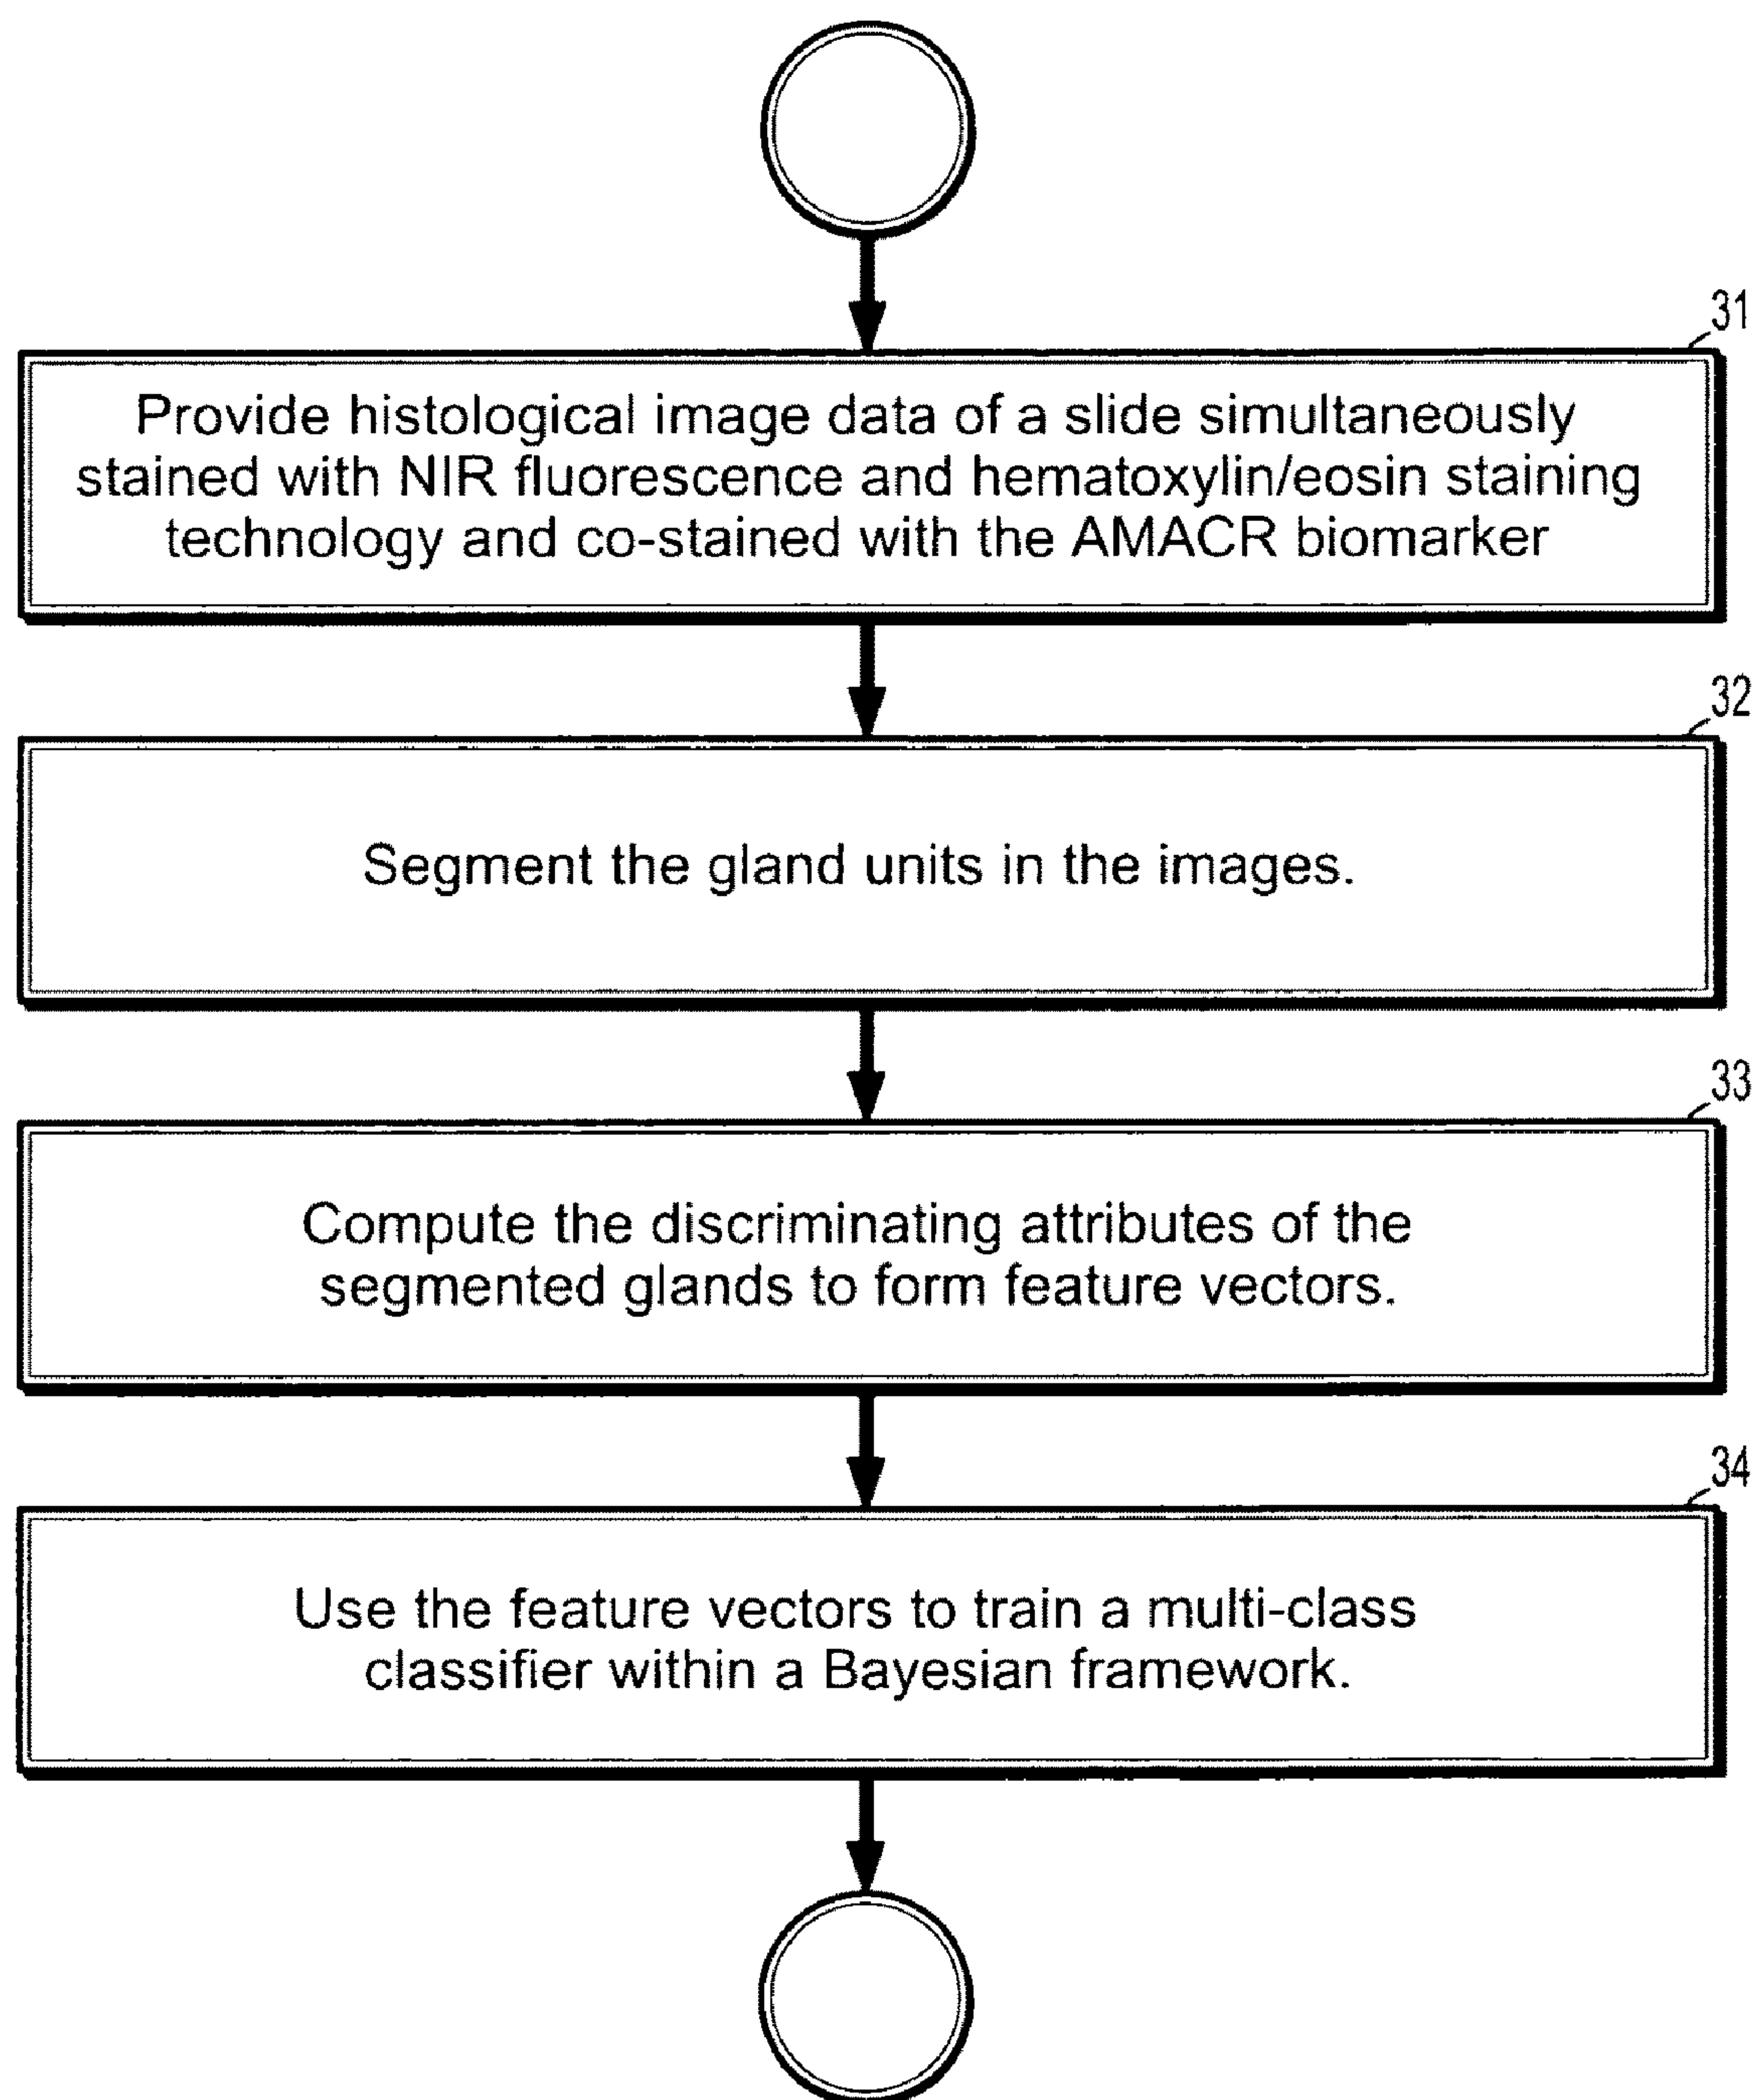 31
Provide histological image data of a slide simultaneously
stained with NIR fluorescence and hematoxylin/eosin staining
technology and co-stained with the AMACR biomarker
32
Segment the gland units in the images.
33
Compute the discriminating attributes of the
segmented glands to form feature vectors.
34
Use the feature vectors to train a multi-class
classifier within a Bayesian framework.